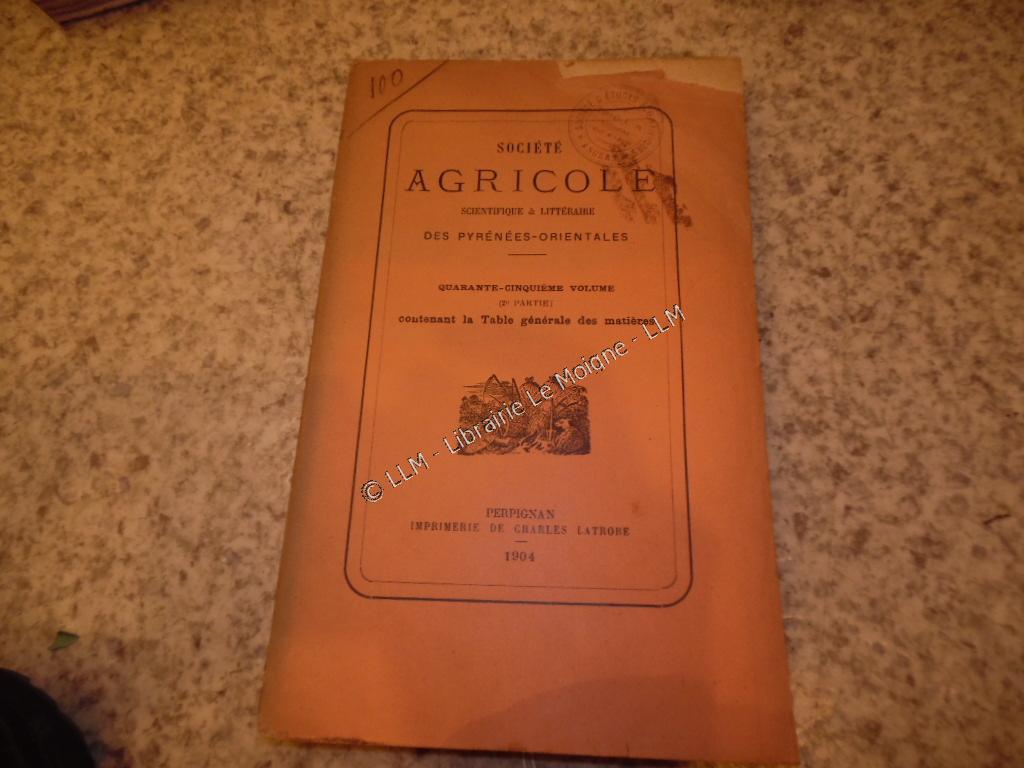 100
SOCIÉTÉ
AGRICOLE
SCIENTIFIQUE & LITTÉRAIRE
DES PYRÉNÉES-ORIENTALES
QUARANTE-CINQUIÈME VOLUME
(2e PARTIE)
contenant la Table générale des matières
© LLM - Librairie Le Moigne - LLM
PERPIGNAN
IMPRIMERIE DE CHARLES LATROBE
1904